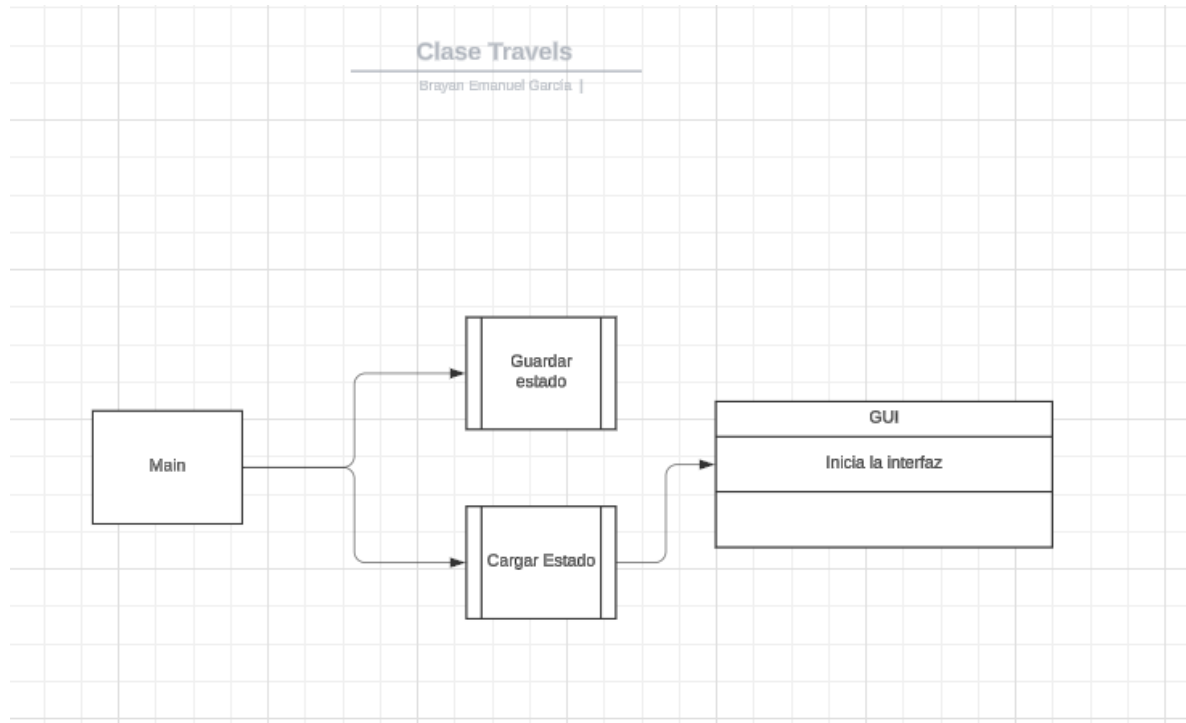 Clase Travels
Brayan Emanuel García |
Guardar
estado
Main
GUI
Inicia la interfaz
Cargar Estado